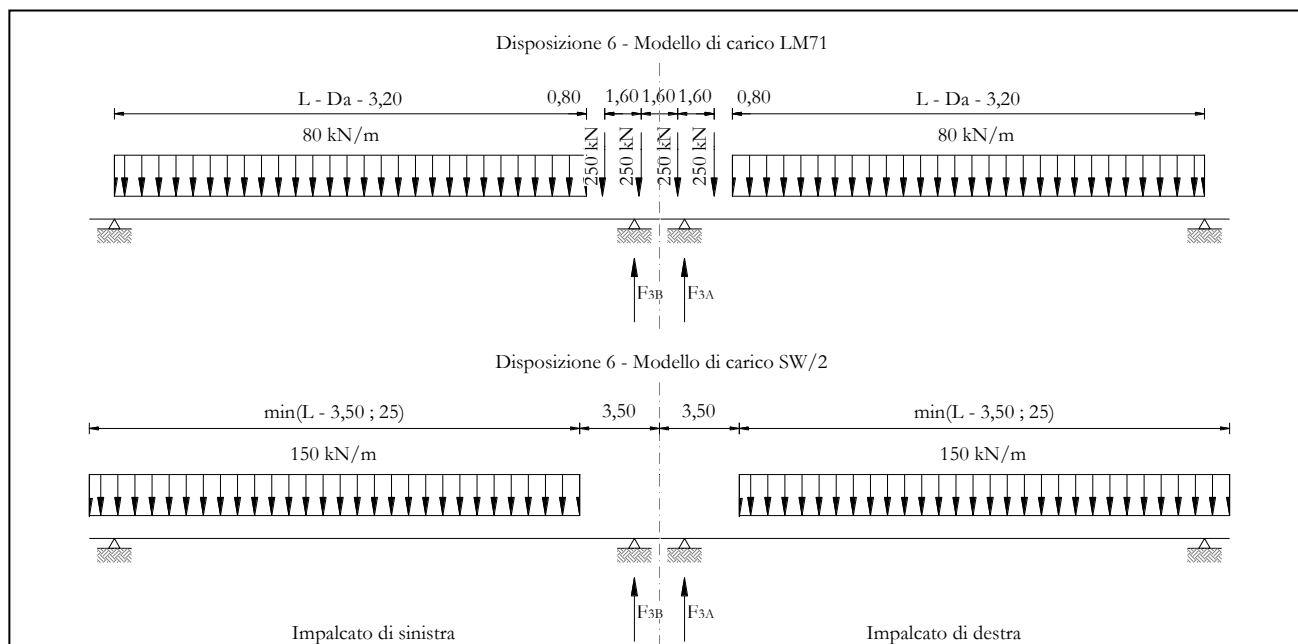 Disposizione 6 - Modello di carico LM71
L - Da - 3,20 0,80 1,60 1,60 1,60 0,80 L - Da - 3,20
80 kN/m 250 kN 250 kN 250 kN 250 kN 80 kN/m
F3B F3A
Disposizione 6 - Modello di carico SW/2
min(L - 3,50 ; 25) 3,50 3,50 min(L - 3,50 ; 25)
150 kN/m 150 kN/m
F3B F3A
Impalcato di sinistra Impalcato di destra